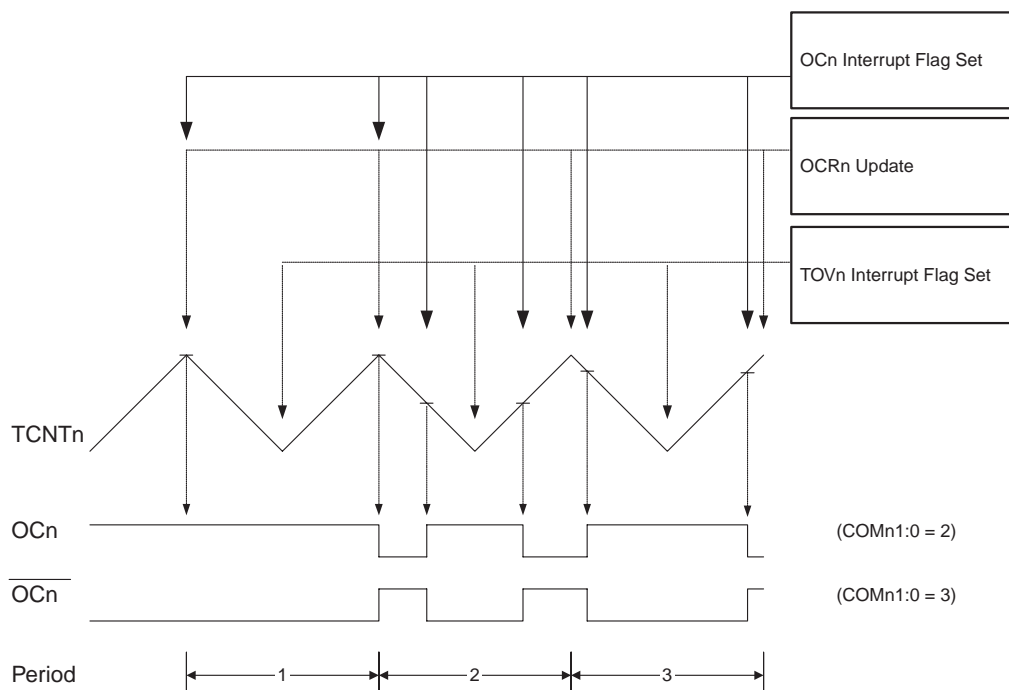 OCn Interrupt Flag Set
OCRn Update
TOVn Interrupt Flag Set
TCNTn
OCn (COMn1:0 = 2)
OCn (COMn1:0 = 3)
Period 1 2 3